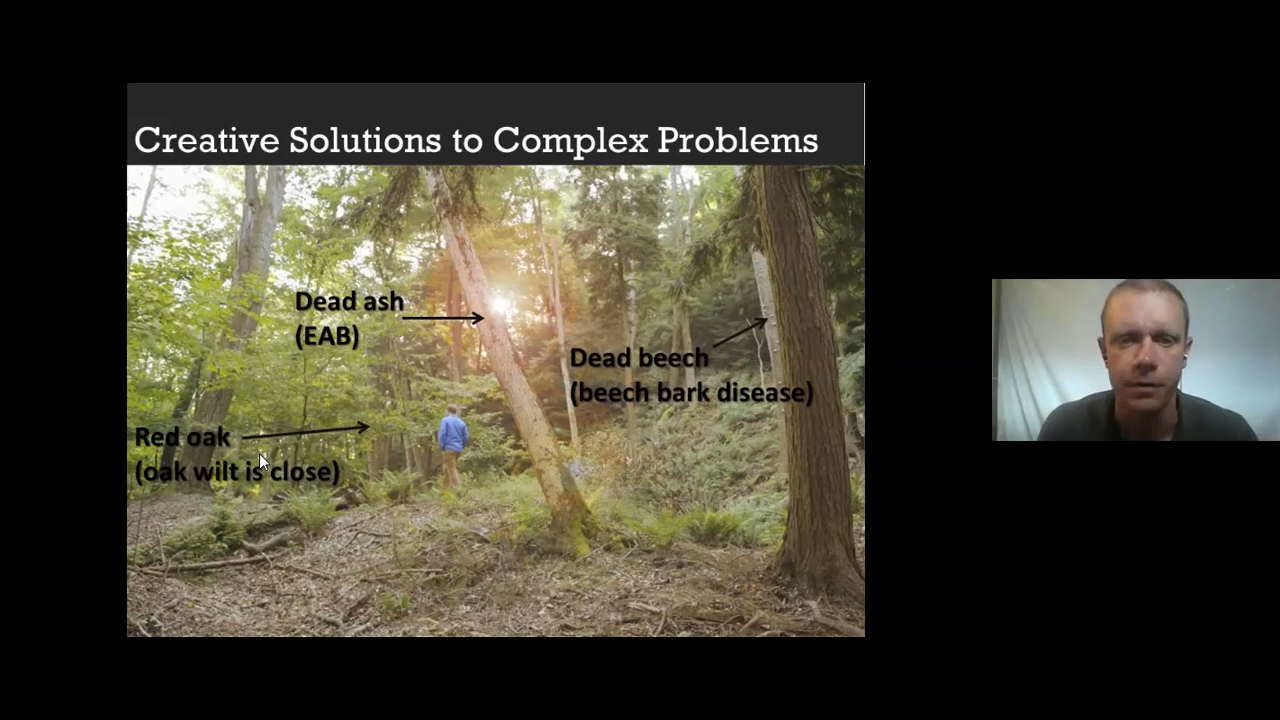 Creative Solutions to Complex Problems
Dead ash
(EAB)
Dead beech
(beech bark disease)
Red oak
(oak wilt is close)